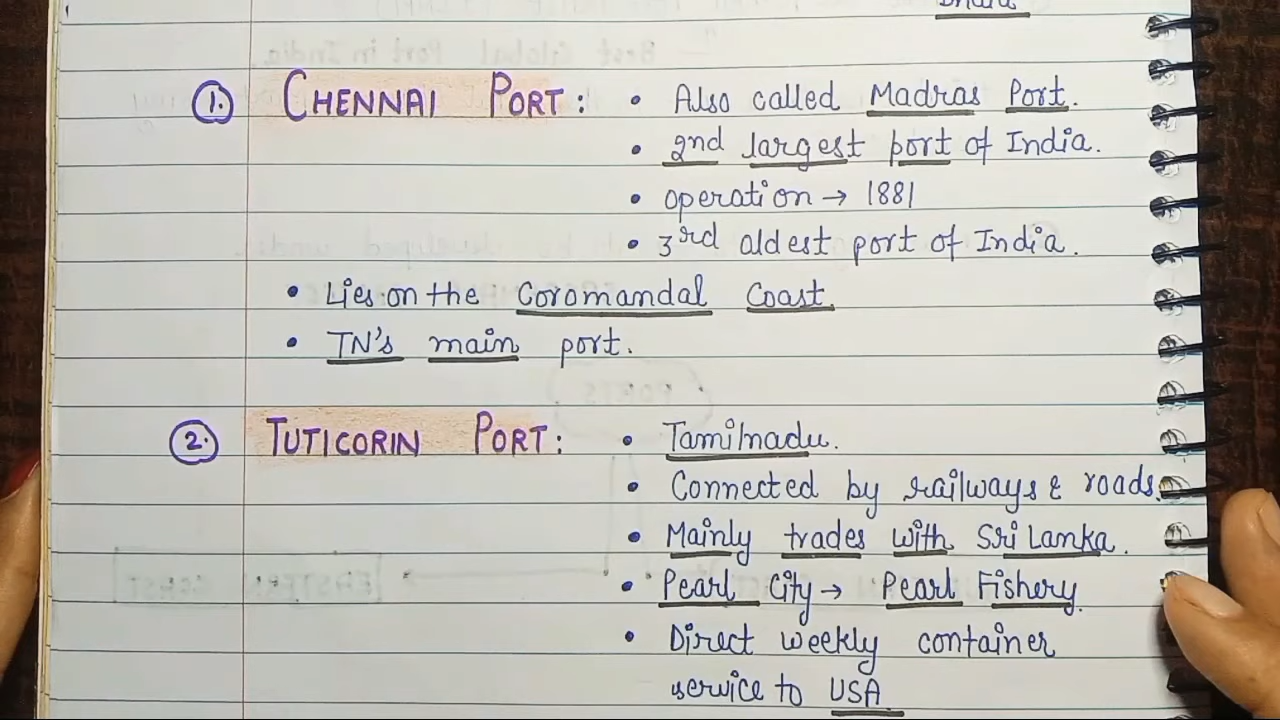 ① CHENNAI PORT: • Also called Madras Port.
• 2nd largest port of India.
• operation → 1881
• 3rd oldest port of India.
• Lies on the Coromandal Coast.
• TN's main port.
② TUTICORIN PORT: • Tamilnadu.
• Connected by railways & roads.
• Mainly trades with Sri Lanka.
• Pearl City → Pearl Fishery.
• Direct weekly container
service to USA